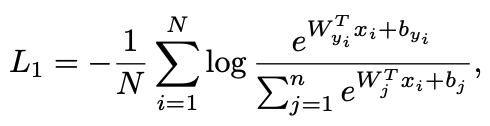 L_1 = -\frac{1}{N} \sum_{i=1}^{N} \log \frac{e^{W_{y_i}^T x_i + b_{y_i}}}{\sum_{j=1}^{n} e^{W_j^T x_i + b_j}},